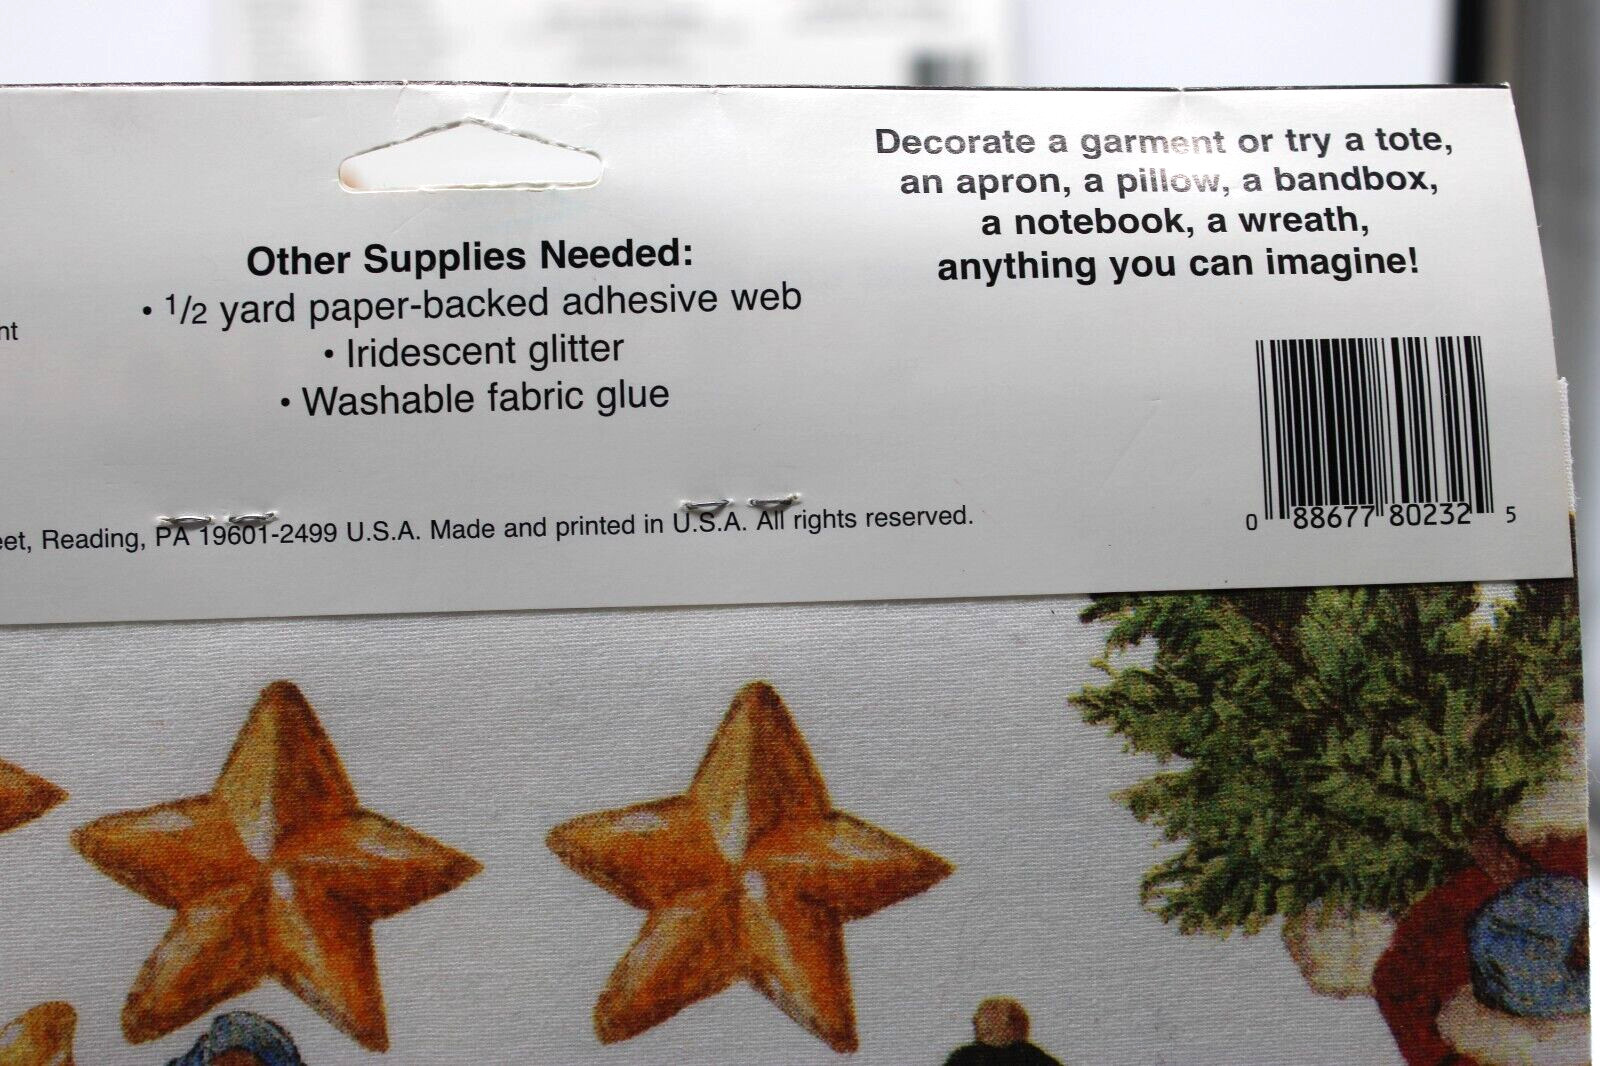 Decorate a garment or try a tote,
an apron, a pillow, a bandbox,
a notebook, a wreath,
anything you can imagine!
Other Supplies Needed:
• 1/2 yard paper-backed adhesive web
• Iridescent glitter
• Washable fabric glue
nt
eet, Reading, PA 19601-2499 U.S.A. Made and printed in U.S.A. All rights reserved.
0 88677 80232 5